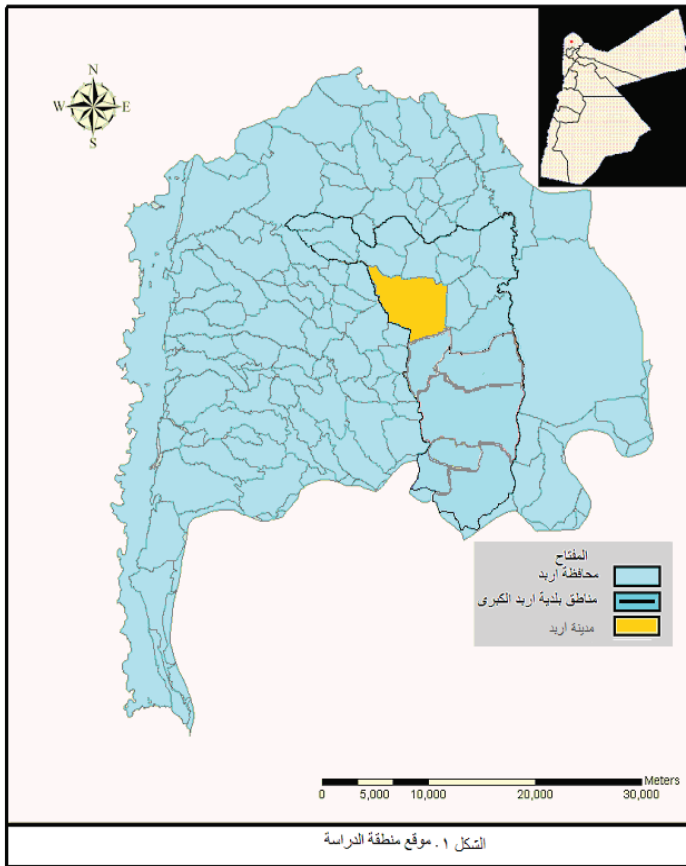 N
W E
S
المفتاح
محافظة اربد
مناطق بلدية اربد الكبرى
مدينة اربد
Meters
0 5,000 10,000 20,000 30,000
الشكل ١. موقع منطقة الدراسة